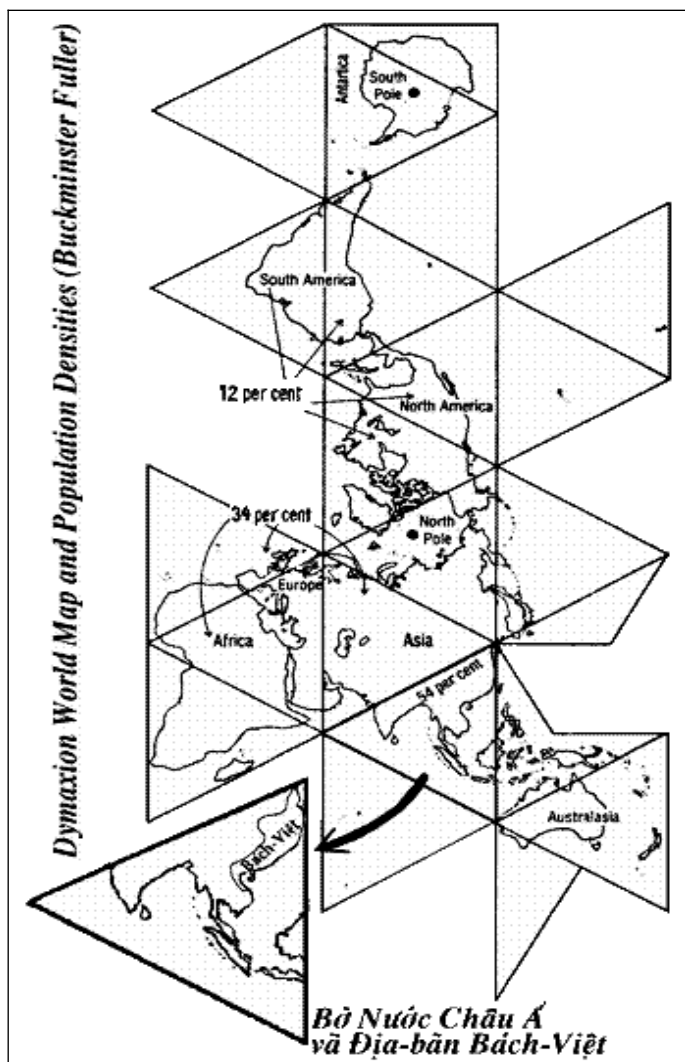 Dymaxion World Map and Population Densities (Buckminster Fuller)
Antartica
South
Pole
South America
12 per cent
North America
34 per cent
North
Pole
Europe
Africa
Asia
54 per cent
Australasia
Bách-Việt
Bờ Nước Châu Á
và Địa-bãn Bách-Việt